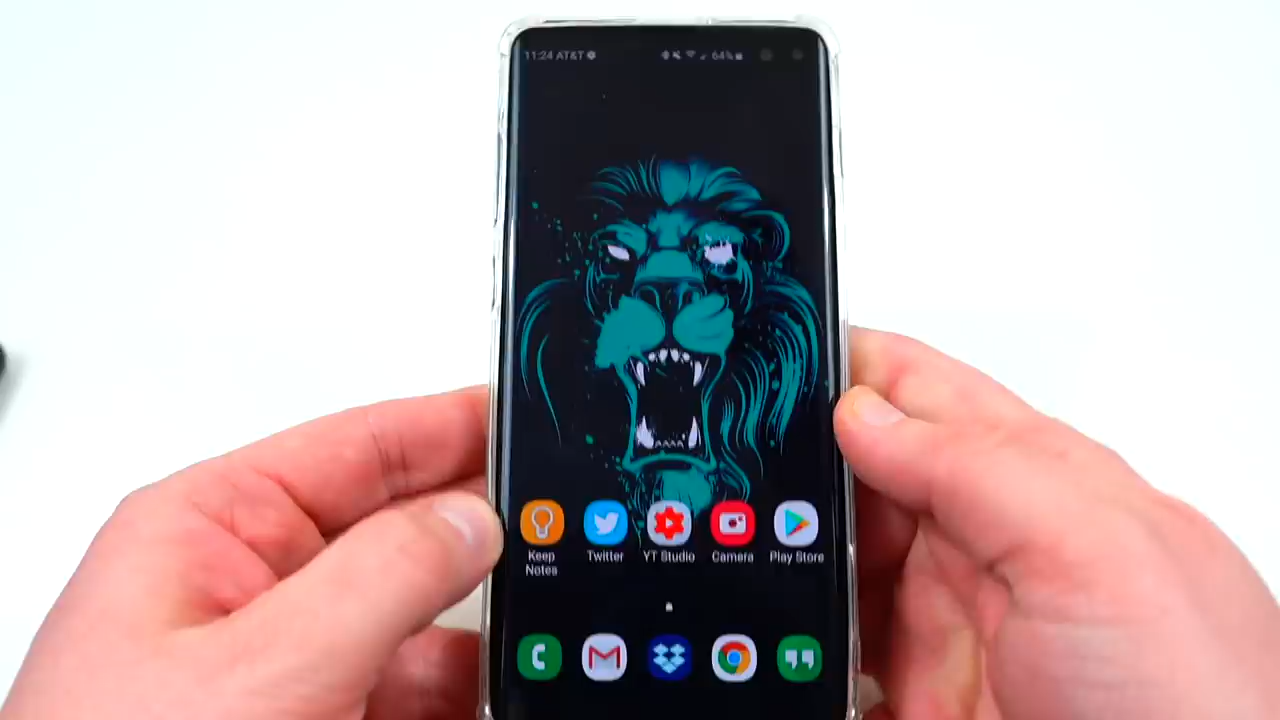 11:24 AT&T
64%
Keep Notes
Twitter
YT Studio
Camera
Play Store